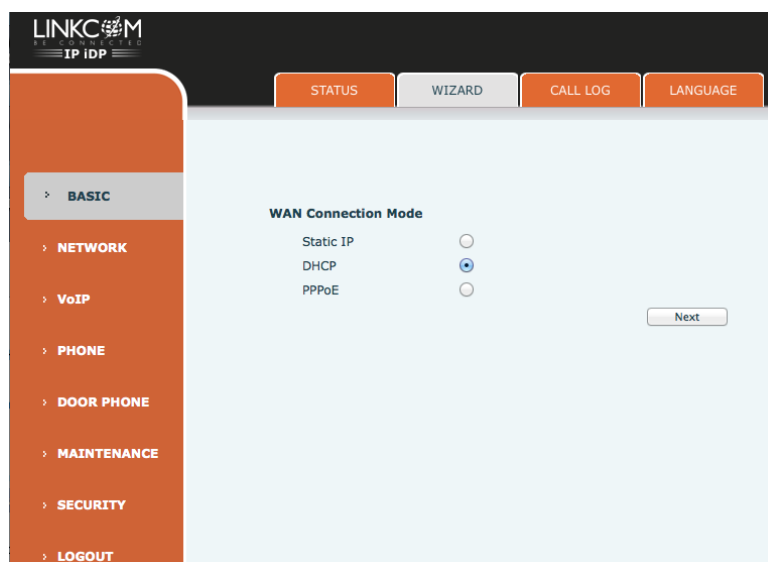 LINKCOM
BE CONNECTED
IP iDP
STATUS WIZARD CALL LOG LANGUAGE
BASIC
NETWORK
VoIP
PHONE
DOOR PHONE
MAINTENANCE
SECURITY
LOGOUT
WAN Connection Mode
Static IP
DHCP
PPPoE
Next